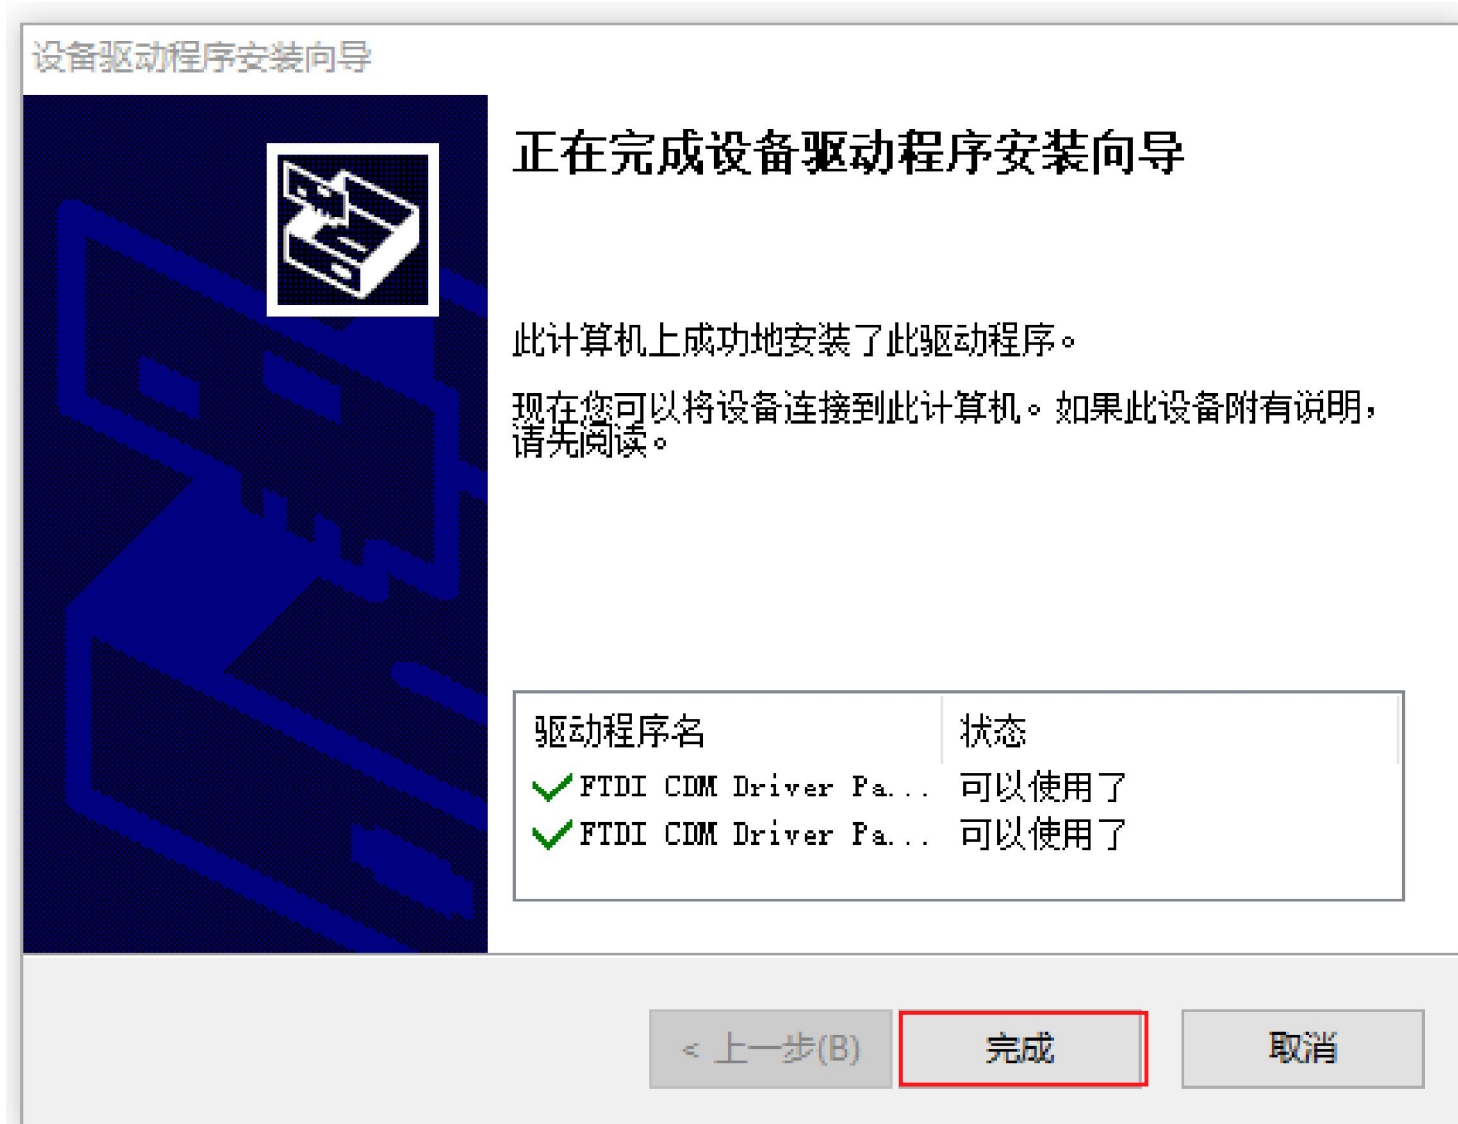 设备驱动程序安装向导
正在完成设备驱动程序安装向导
此计算机上成功地安装了此驱动程序。
现在您可以将设备连接到此计算机。如果此设备附有说明，
请先阅读。
驱动程序名 状态
FTDI CDM Driver Pa... 可以使用了
FTDI CDM Driver Pa... 可以使用了
< 上一步(B) 完成 取消